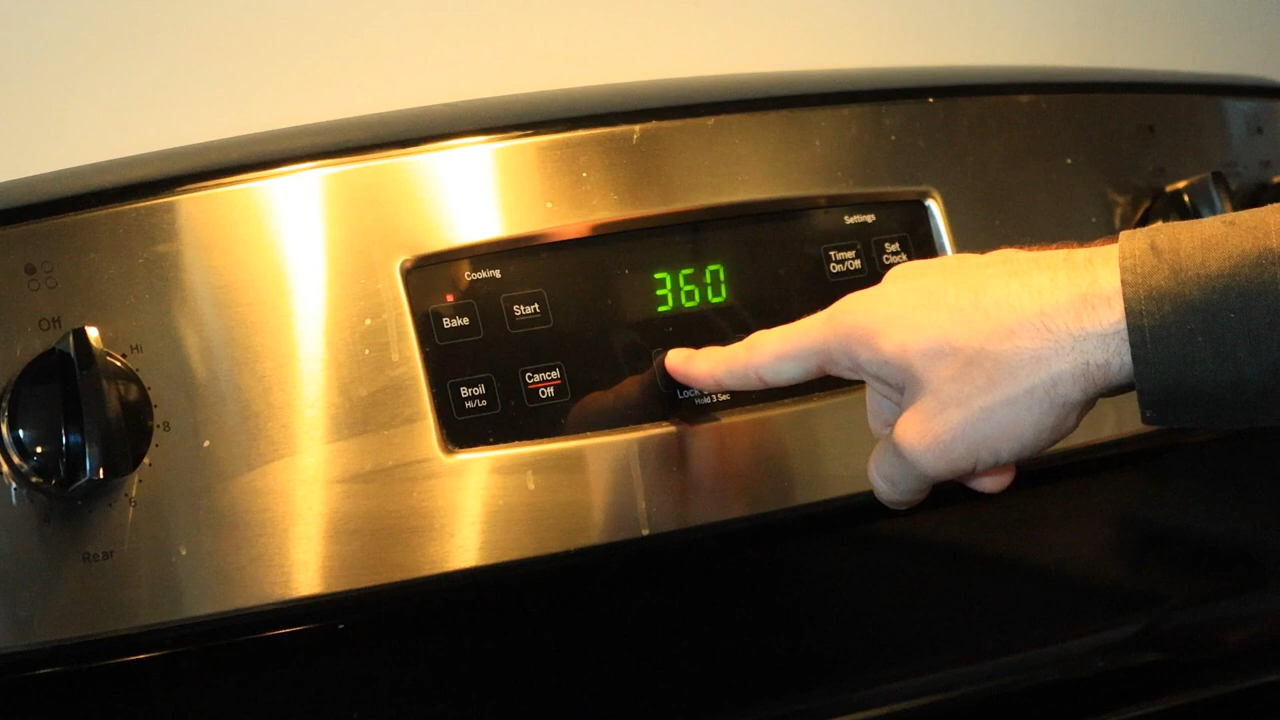 Cooking
Bake
Start
Broil
Hi/Lo
Cancel
Off
360
Lock
Hold 3 Sec
Settings
Timer
On/Off
Set
Clock
Off
Hi
8
6
Rear